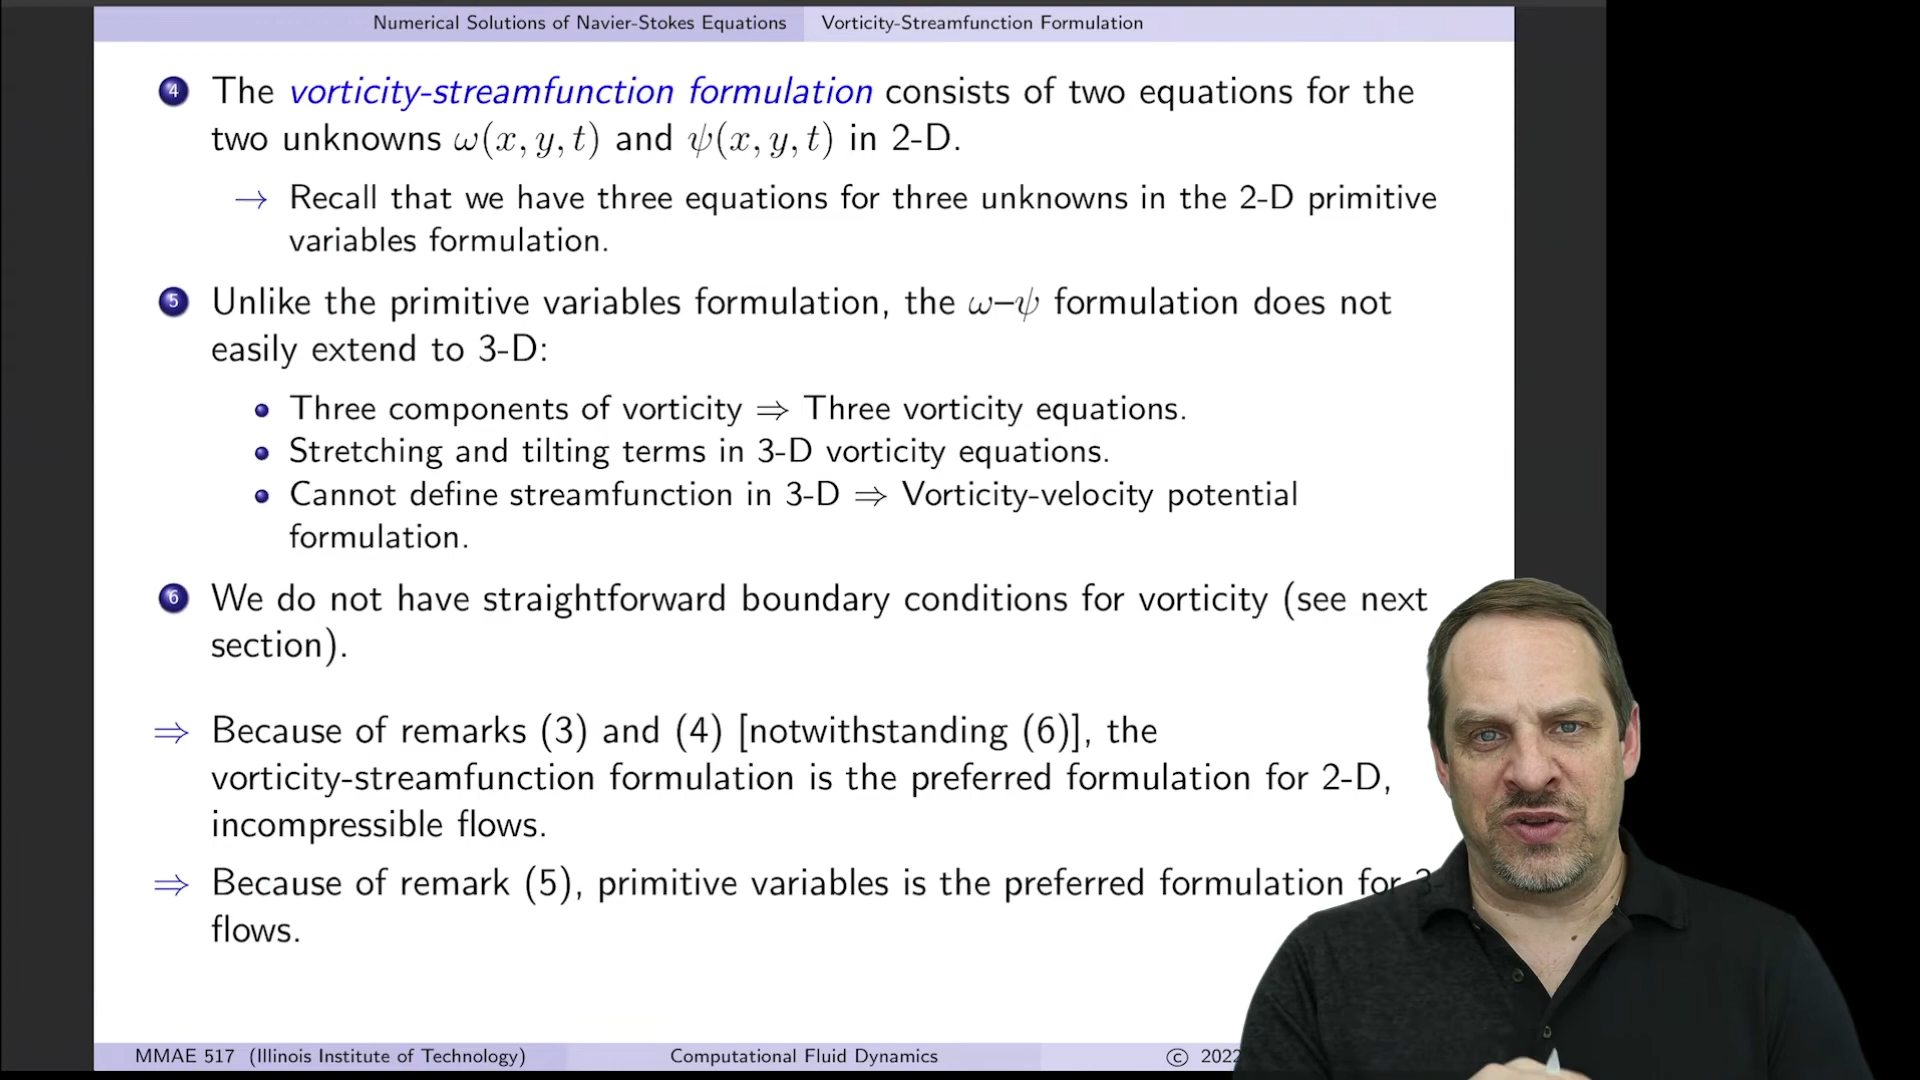 Numerical Solutions of Navier-Stokes Equations Vorticity-Streamfunction Formulation
4 The vorticity-streamfunction formulation consists of two equations for the
two unknowns ω(x, y, t) and ψ(x, y, t) in 2-D.
→ Recall that we have three equations for three unknowns in the 2-D primitive
variables formulation.
5 Unlike the primitive variables formulation, the ω–ψ formulation does not
easily extend to 3-D:
• Three components of vorticity ⇒ Three vorticity equations.
• Stretching and tilting terms in 3-D vorticity equations.
• Cannot define streamfunction in 3-D ⇒ Vorticity-velocity potential
formulation.
6 We do not have straightforward boundary conditions for vorticity (see next
section).
⇒ Because of remarks (3) and (4) [notwithstanding (6)], the
vorticity-streamfunction formulation is the preferred formulation for 2-D,
incompressible flows.
⇒ Because of remark (5), primitive variables is the preferred formulation for 3-
flows.
MMAE 517 (Illinois Institute of Technology) Computational Fluid Dynamics © 2022